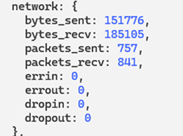 network: {
bytes_sent: 151776,
bytes_recv: 185105,
packets_sent: 757,
packets_recv: 841,
errin: 0,
errout: 0,
dropin: 0,
dropout: 0
},